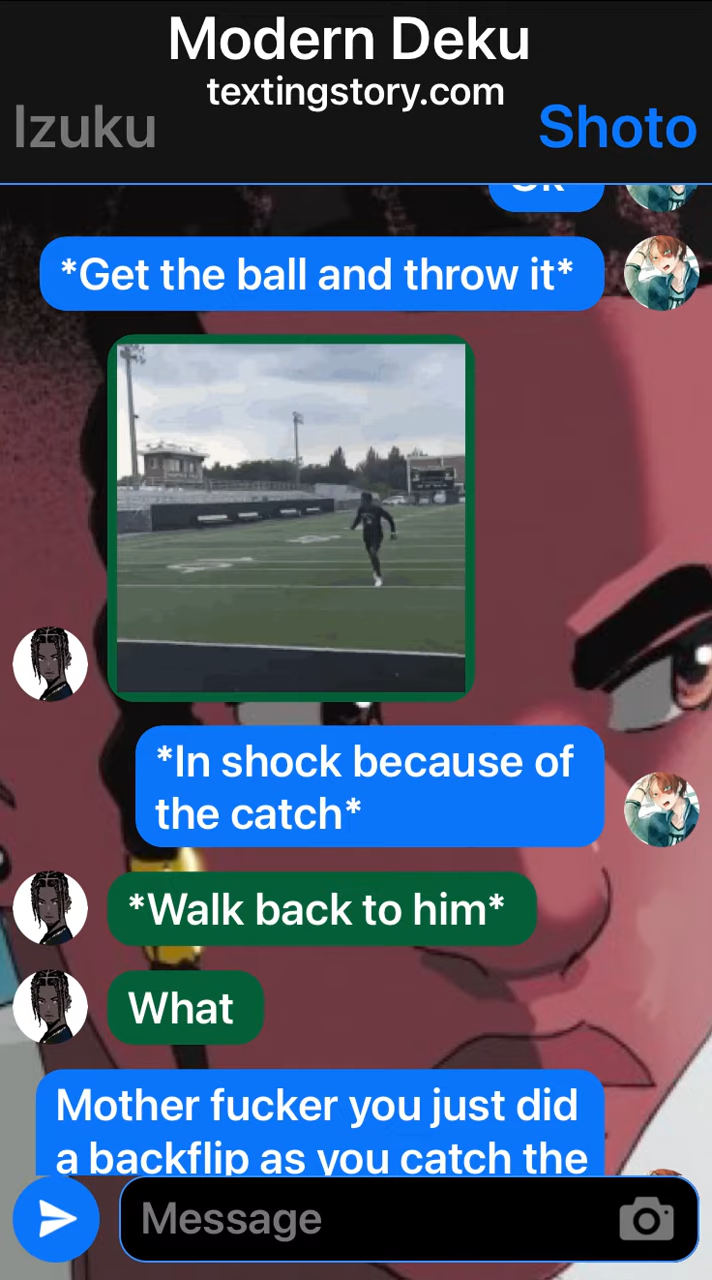 Modern Deku
textingstory.com
Izuku
Shoto
*Get the ball and throw it*
*In shock because of
the catch*
*Walk back to him*
What
Mother fucker you just did
a backflip as you catch the
Message